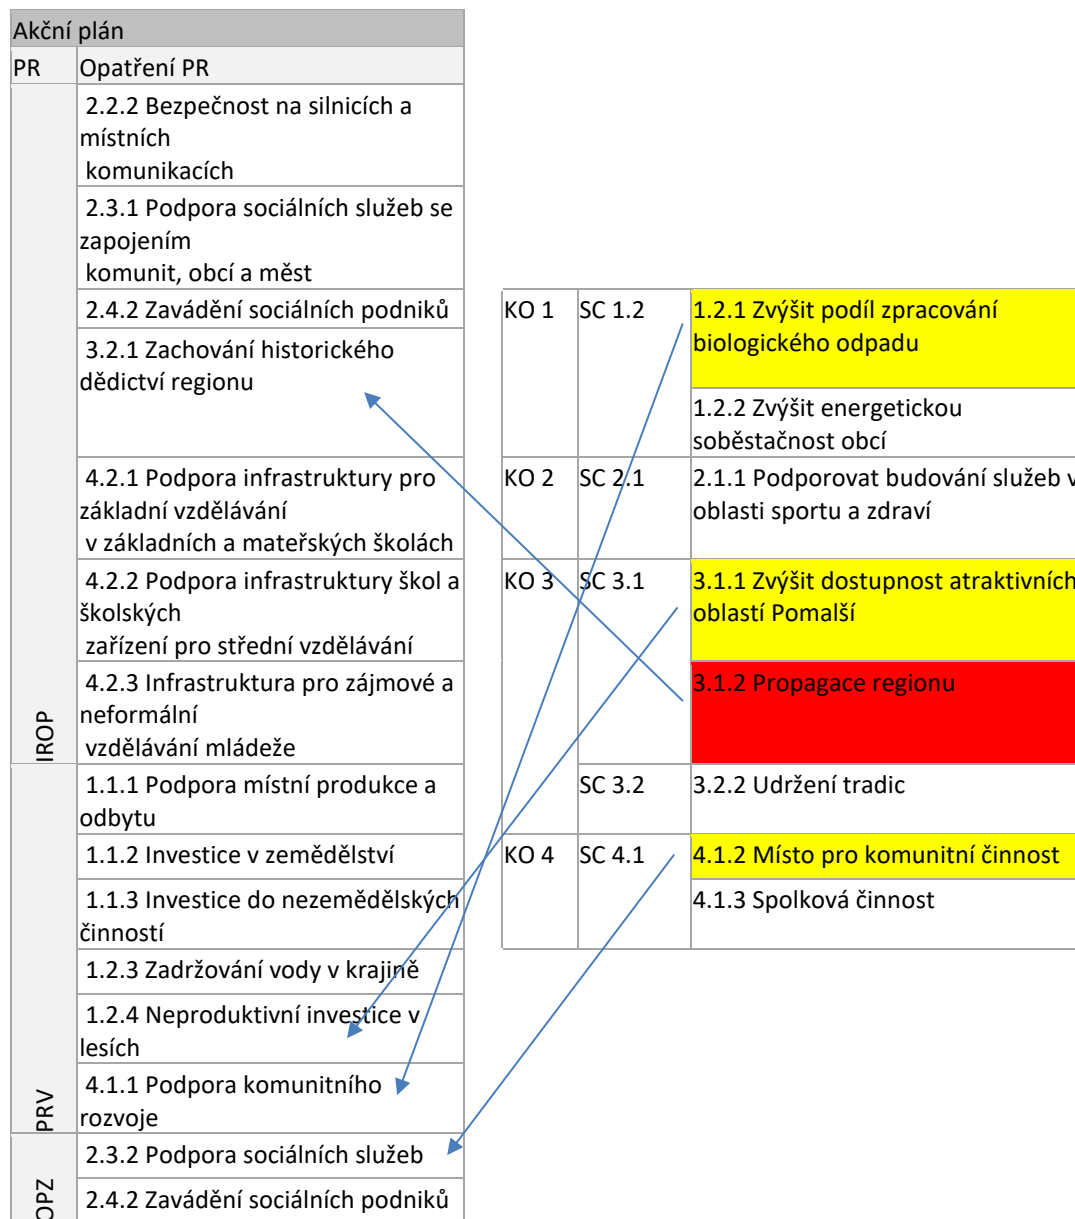 Akční plán
PR Opatření PR
2.2.2 Bezpečnost na silnicích a
místních
komunikacích
2.3.1 Podpora sociálních služeb se
zapojením
komunit, obcí a měst
2.4.2 Zavádění sociálních podniků
3.2.1 Zachování historického
dědictví regionu
4.2.1 Podpora infrastruktury pro
základní vzdělávání
v základních a mateřských školách
4.2.2 Podpora infrastruktury škol a
školských
zařízení pro střední vzdělávání
4.2.3 Infrastruktura pro zájmové a
neformální
vzdělávání mládeže
IROP
1.1.1 Podpora místní produkce a
odbytu
1.1.2 Investice v zemědělství
1.1.3 Investice do nezemědělských
činností
1.2.3 Zadržování vody v krajině
1.2.4 Neproduktivní investice v
lesích
4.1.1 Podpora komunitního
rozvoje
PRV
2.3.2 Podpora sociálních služeb
2.4.2 Zavádění sociálních podniků
OPZ
KO 1 SC 1.2 1.2.1 Zvýšit podíl zpracování
biologického odpadu
1.2.2 Zvýšit energetickou
soběstačnost obcí
KO 2 SC 2.1 2.1.1 Podporovat budování služeb v
oblasti sportu a zdraví
KO 3 SC 3.1 3.1.1 Zvýšit dostupnost atraktivních
oblastí Pomalší
3.1.2 Propagace regionu
SC 3.2 3.2.2 Udržení tradic
KO 4 SC 4.1 4.1.2 Místo pro komunitní činnost
4.1.3 Spolková činnost